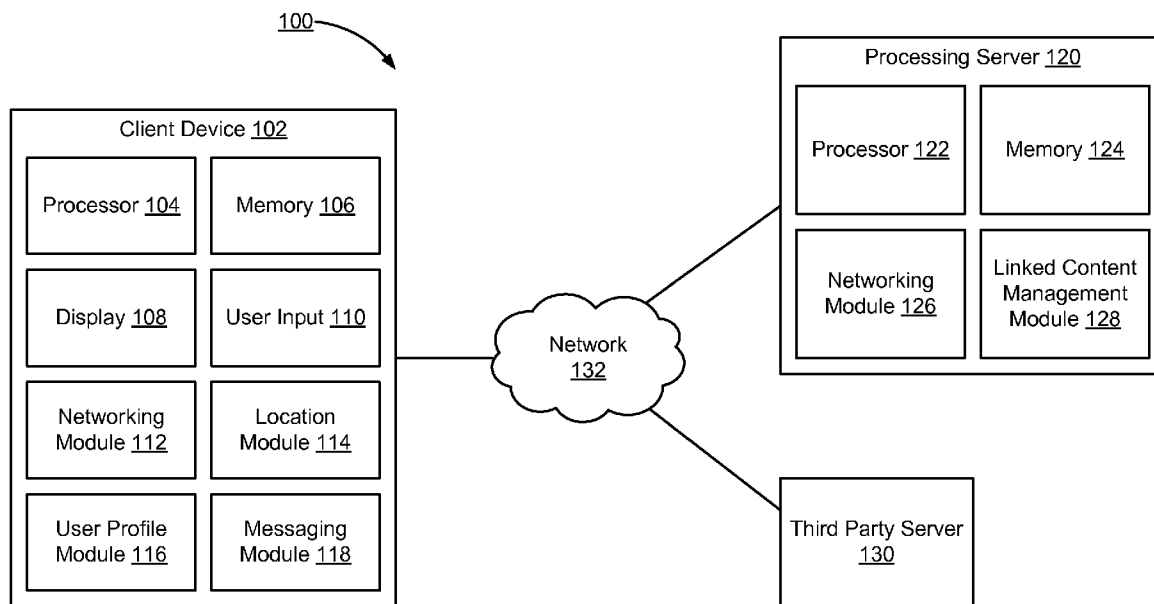 100
Client Device 102
Processor 104
Memory 106
Display 108
User Input 110
Networking
Module 112
Location
Module 114
User Profile
Module 116
Messaging
Module 118
Network
132
Processing Server 120
Processor 122
Memory 124
Networking
Module 126
Linked Content
Management
Module 128
Third Party Server
130